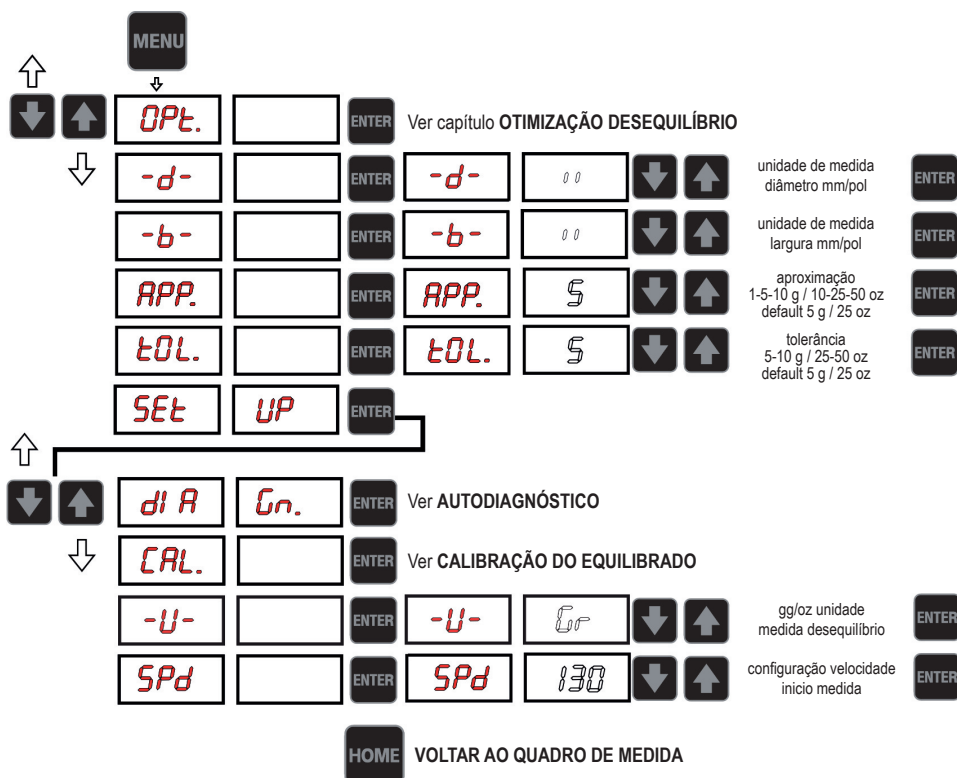 MENU
OPt. ENTER Ver capítulo OTIMIZAÇÃO DESEQUILÍBRIO
-d- ENTER -d- 00 unidade de medida ENTER
diâmetro mm/pol
-b- ENTER -b- 00 unidade de medida ENTER
largura mm/pol
APP. ENTER APP. 5 aproximação ENTER
1-5-10 g / 10-25-50 oz
default 5 g / 25 oz
tOL. ENTER tOL. 5 tolerância ENTER
5-10 g / 25-50 oz
default 5 g / 25 oz
SEt UP ENTER
dI A Gn. ENTER Ver AUTODIAGNÓSTICO
CAL. ENTER Ver CALIBRAÇÃO DO EQUILIBRADO
-U- ENTER -U- Gr gg/oz unidade ENTER
medida desequilíbrio
SPd ENTER SPd 130 configuração velocidade ENTER
inicio medida
HOME VOLTAR AO QUADRO DE MEDIDA